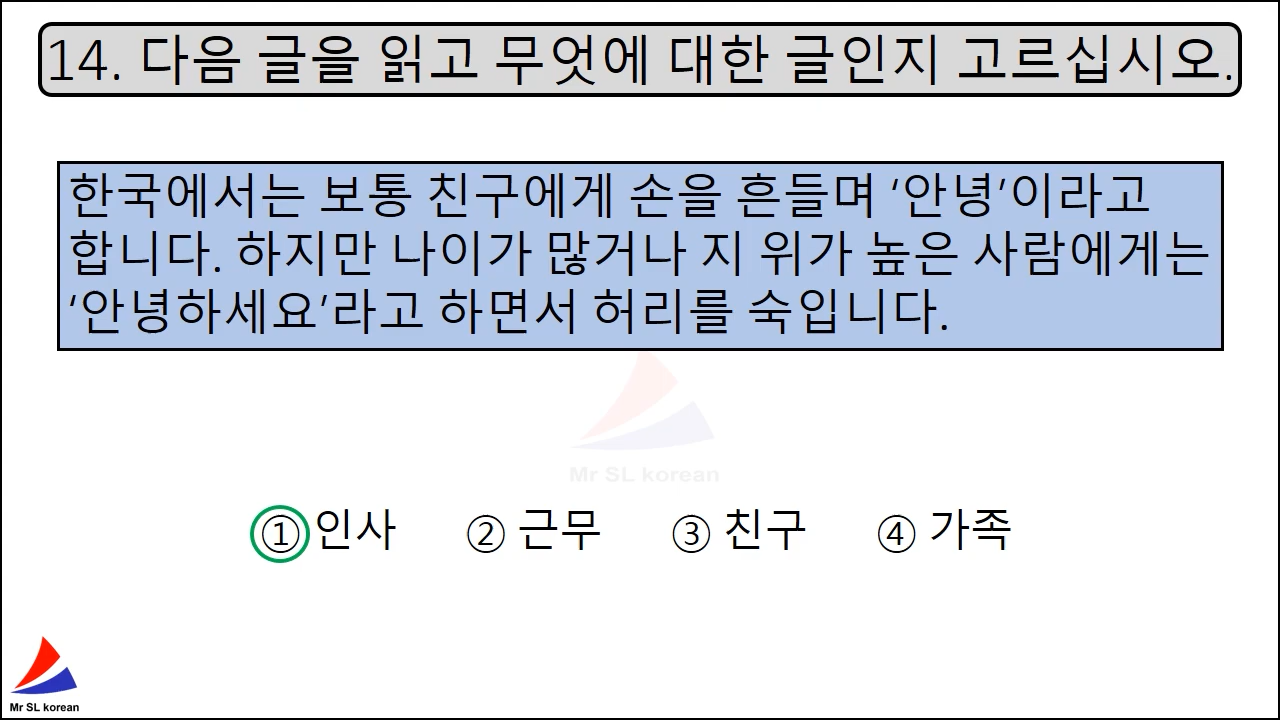 14. 다음 글을 읽고 무엇에 대한 글인지 고르십시오.
한국에서는 보통 친구에게 손을 흔들며 ‘안녕’이라고
합니다. 하지만 나이가 많거나 지 위가 높은 사람에게는
‘안녕하세요’라고 하면서 허리를 숙입니다.
Mr SL korean
① 인사 ② 근무 ③ 친구 ④ 가족
Mr SL korean